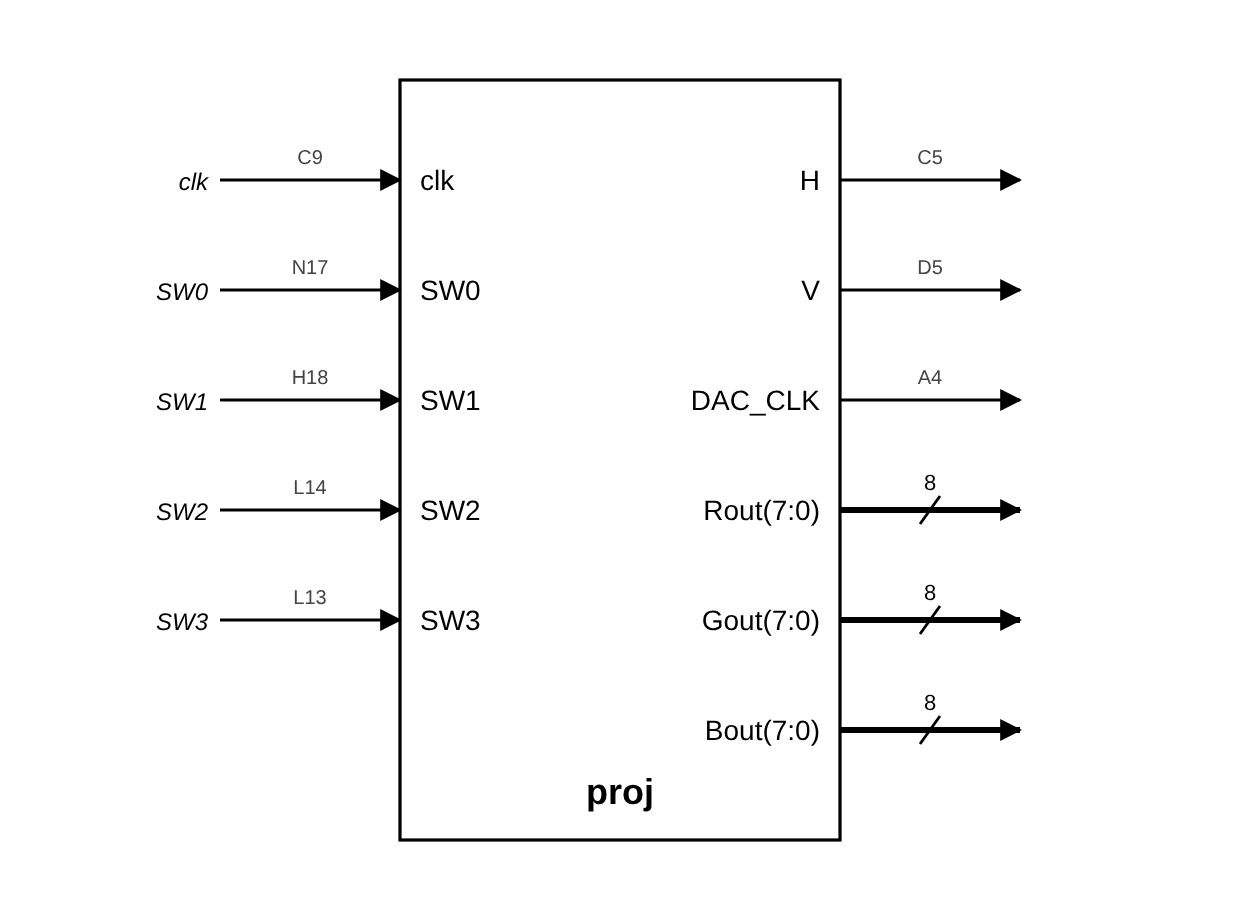 C9
C5
clk
clk
H
N17
D5
SW0
SW0
V
H18
A4
SW1
SW1
DAC_CLK
L14
8
SW2
SW2
Rout(7:0)
L13
8
SW3
SW3
Gout(7:0)
8
Bout(7:0)
proj